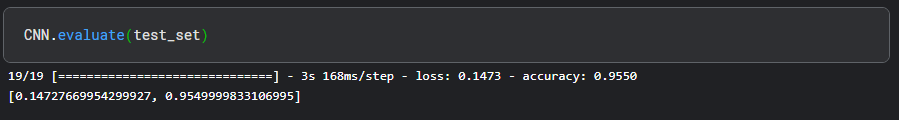 CNN.evaluate(test_set)
19/19 [==============================] - 3s 168ms/step - loss: 0.1473 - accuracy: 0.9550
[0.14727669954299927, 0.9549999833106995]